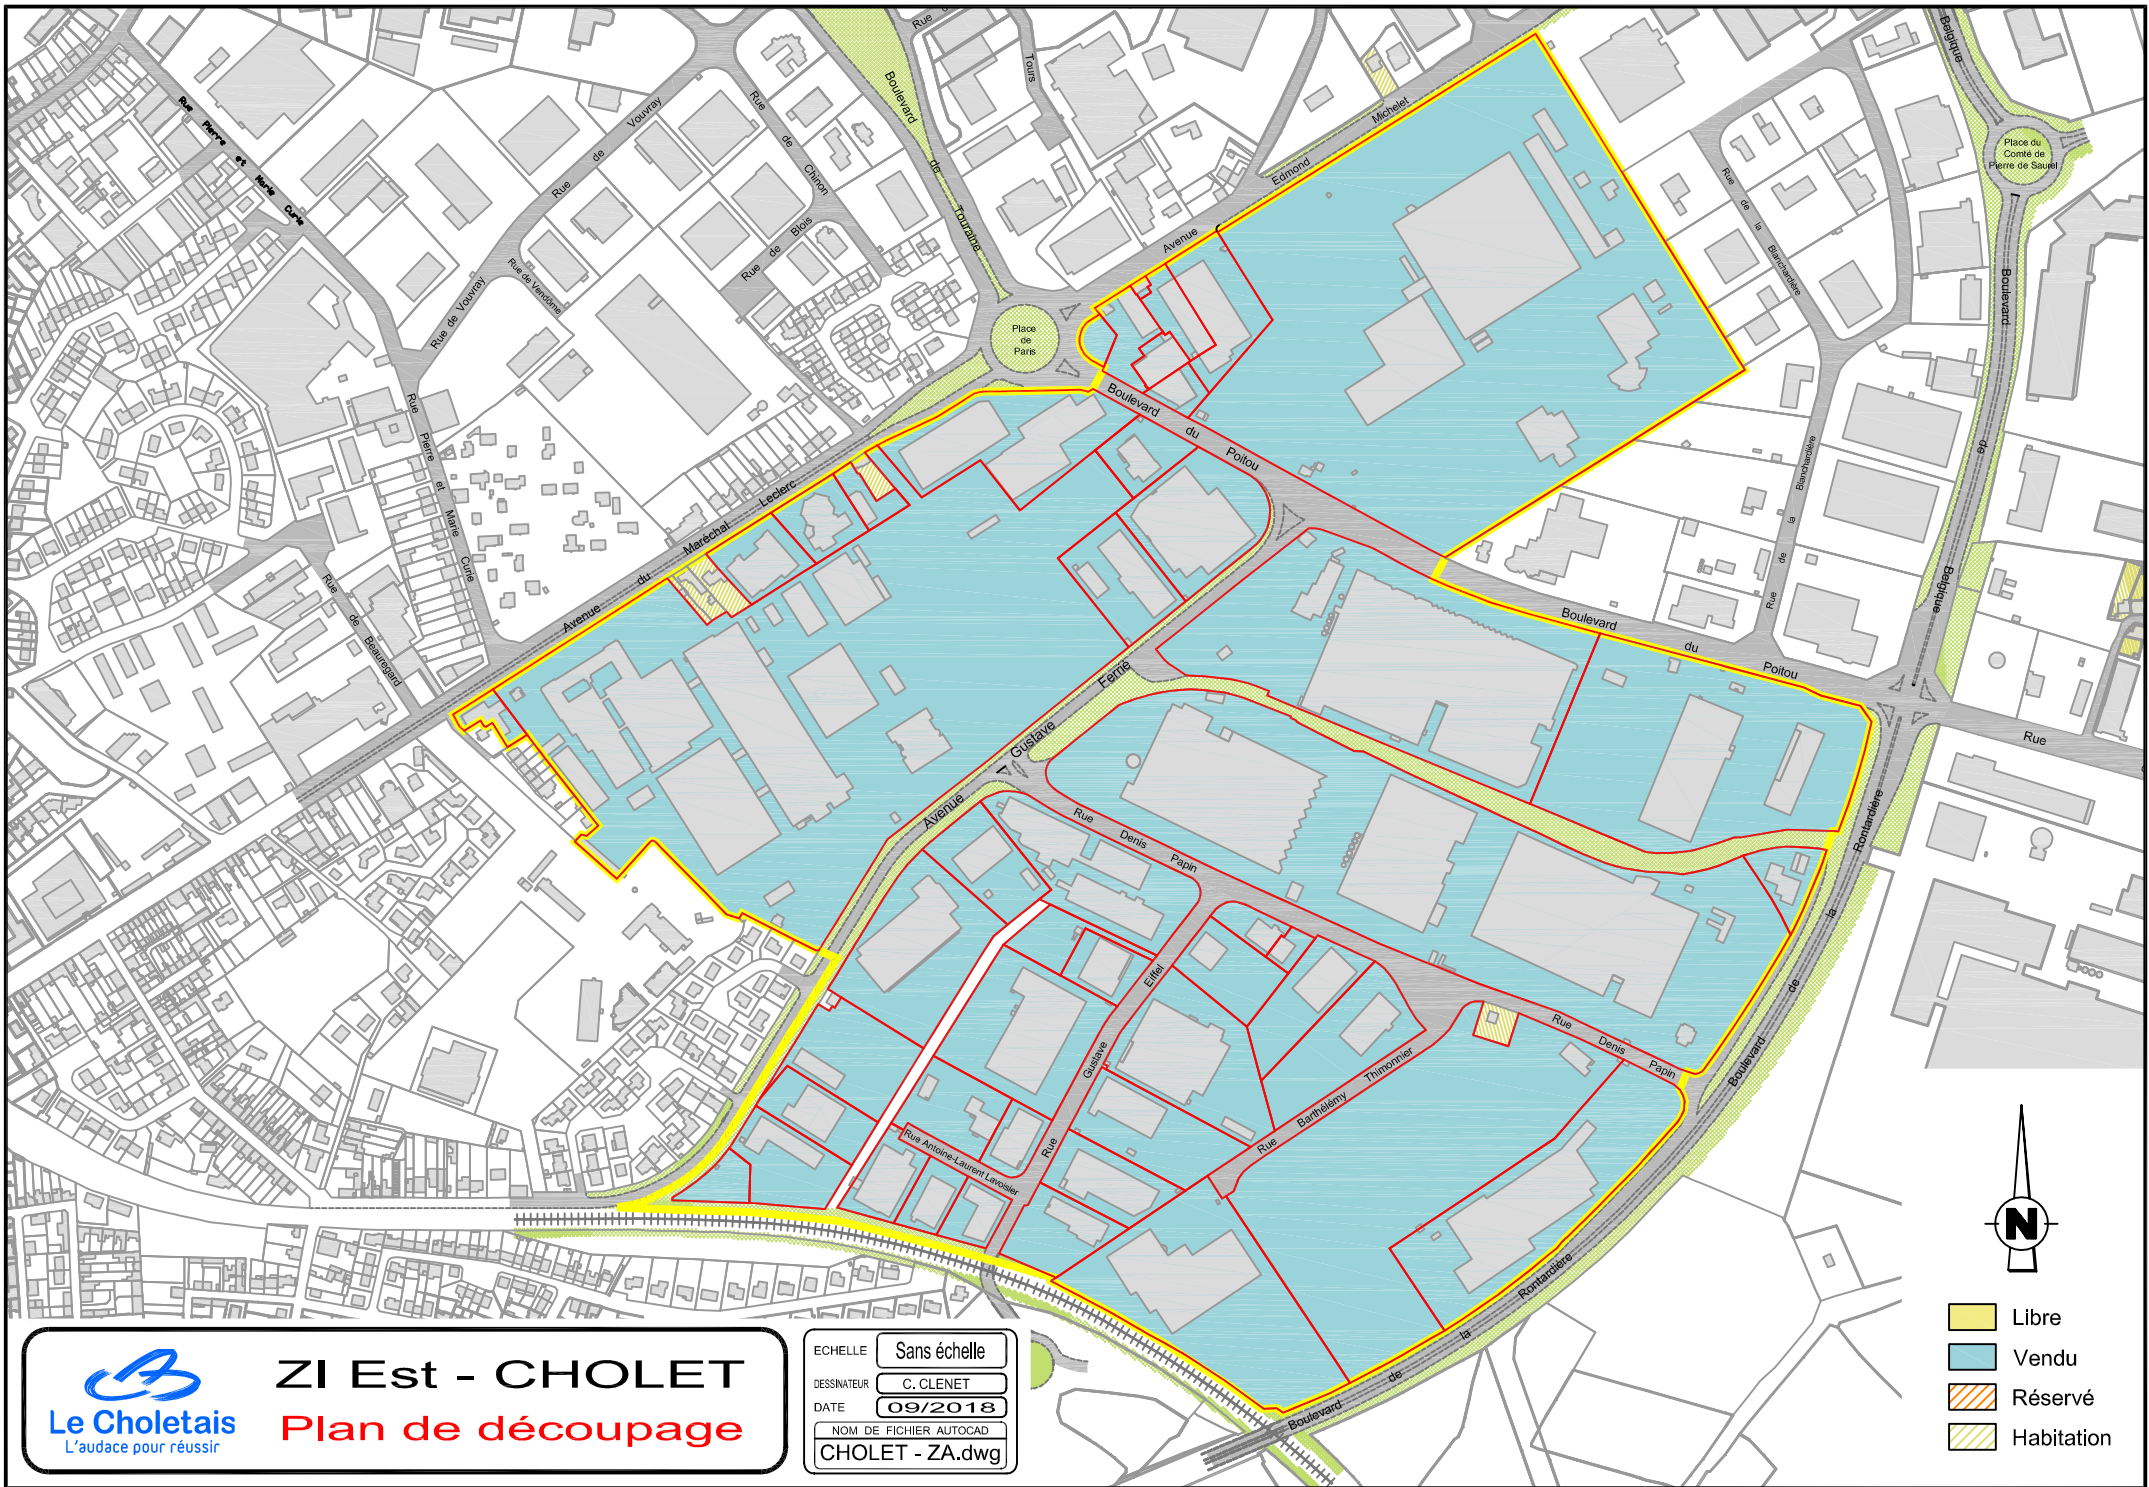 Rue
Tours
Belgique
Boulevard
de
Touraine
Rue
de
Vouvray
Rue
de
Chinon
Rue Pierre et Marie Curie
Edmond
Michelet
Place du
Comté de
Pierre de Saurel
Rue
de
la
Blanchardière
Avenue
Rue de Blois
Rue de Vendôme
Rue de Vouvray
Place
de
Paris
Boulevard
de
Belgique
Boulevard
du
Poitou
Rue
Pierre
et
Marie
Curie
Avenue
du
Maréchal
Leclerc
Rue
de
Beauregard
Rue
de
la
Blanchardière
Boulevard
du
Poitou
Rue
Avenue
Gustave
Ferrié
Rue
Denis
Papin
Boulevard
de
la
Rontardière
Rue
Gustave
Eiffel
Rue
Denis
Papin
Rue
Barthélémy
Thimonnier
Rue Antoine-Laurent Lavoisier
Boulevard
de
la
Rontardière
N
Libre
Vendu
Réservé
Habitation
Le Choletais
L'audace pour réussir
ZI Est - CHOLET
Plan de découpage
ECHELLE Sans échelle
DESSINATEUR C. CLENET
DATE 09/2018
NOM DE FICHIER AUTOCAD
CHOLET - ZA.dwg